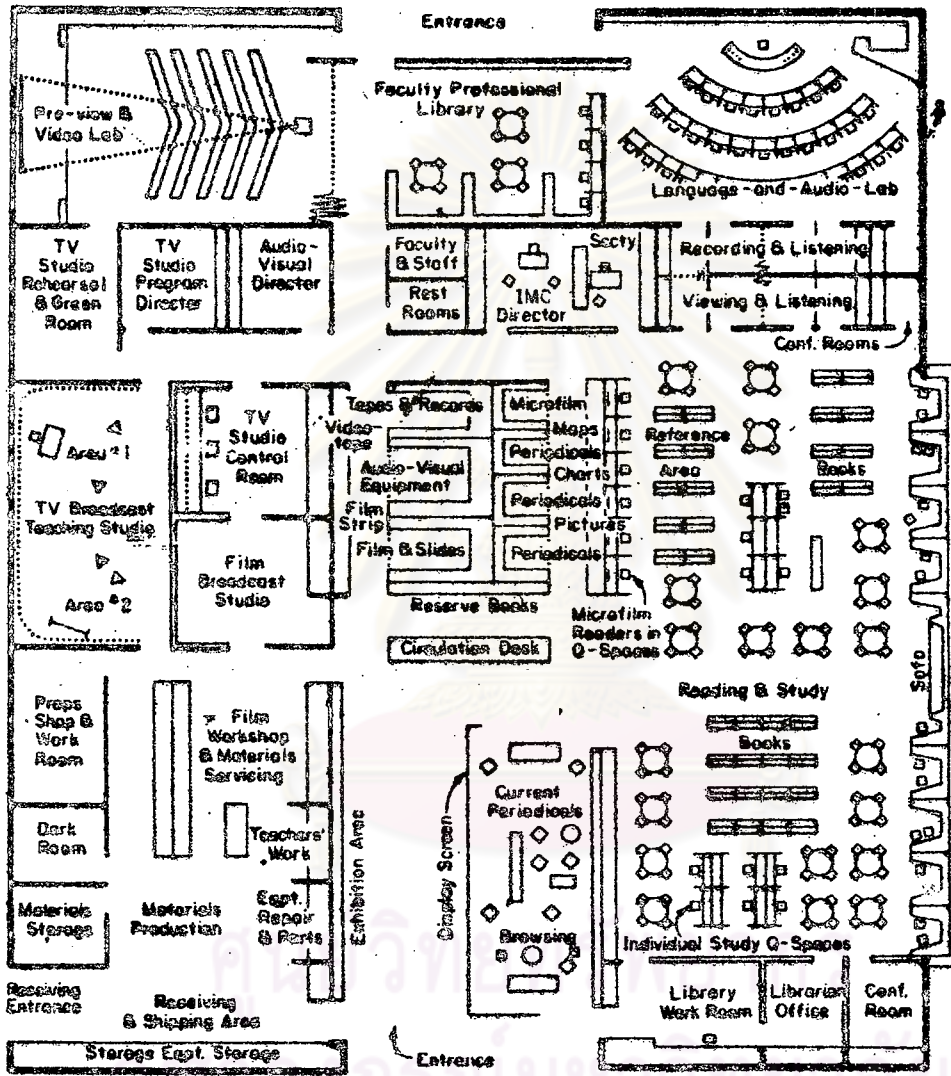 Entrance
Pre-view &
Video Lab
Faculty Professional
Library
Language-and-Audio-Lab
TV
Studio
Rehearsal
& Green
Room
TV
Studio
Program
Director
Audio-
Visual
Director
Faculty
& Staff
Rest
Rooms
IMC
Director
Secty
Recording & Listening
Viewing & Listening
Conf. Rooms
Area #1
TV Broadcast
Teaching Studio
Area #2
TV
Studio
Control
Room
Film
Broadcast
Studio
Tapes & Records
Video-
tape
Audio-Visual
Equipment
Film
Strip
Film & Slides
Microfilm
Maps
Periodicals
Charts
Periodicals
Pictures
Periodicals
Reserve Books
Circulation Desk
Microfilm
Readers in
Q-Spaces
Reference
Area
Books
Sofa
Reading & Study
Books
Props
Shop &
Work
Room
Film
Workshop
& Materials
Servicing
Dark
Room
Teachers'
Work
Materials
Storage
Materials
Production
Eqpt.
Repair
& Parts
Exhibition Area
Display Screen
Current
Periodicals
Browsing
Individual Study Q-Spaces
Receiving
Entrance
Receiving
& Shipping Area
Storage Eqpt. Storage
Entrance
Library
Work Room
Librarian
Office
Conf.
Room